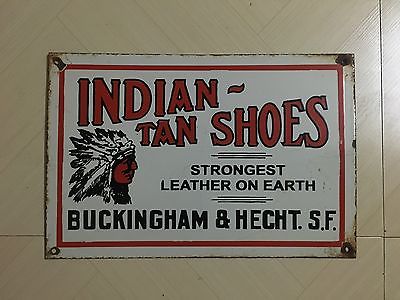 INDIAN~
TAN SHOES
STRONGEST
LEATHER ON EARTH
BUCKINGHAM & HECHT. S.F.